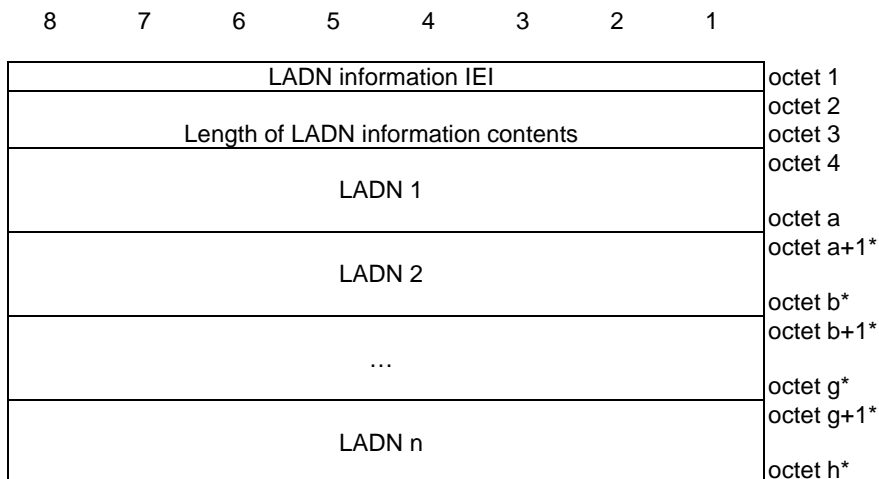 8 7 6 5 4 3 2 1
LADN information IEI octet 1
octet 2
Length of LADN information contents octet 3
octet 4
LADN 1
octet a
octet a+1*
LADN 2
octet b*
octet b+1*
…
octet g*
octet g+1*
LADN n
octet h*